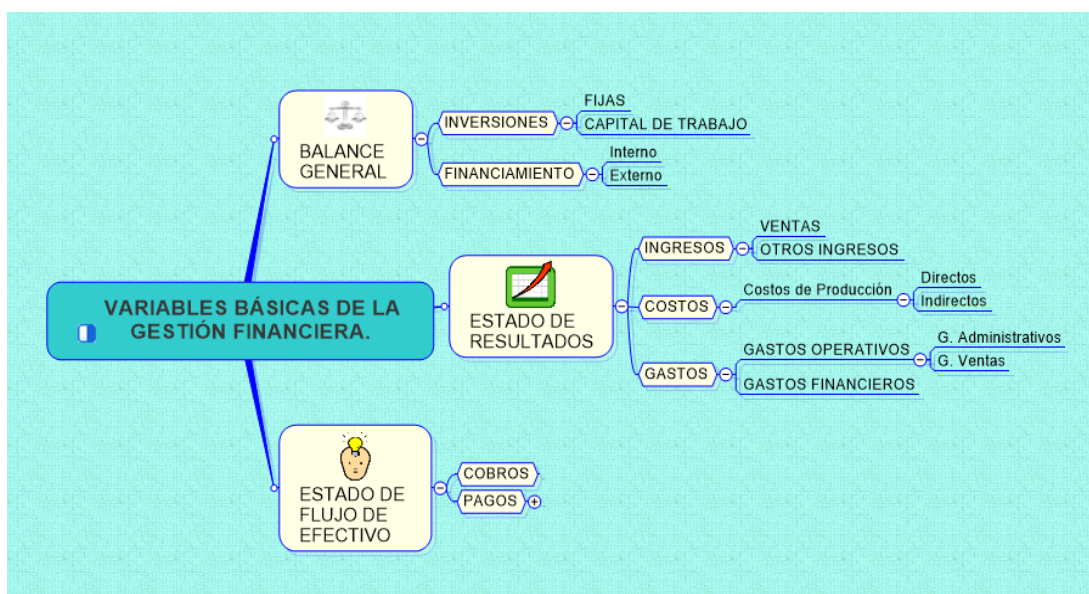 BALANCE
GENERAL
INVERSIONES
FIJAS
CAPITAL DE TRABAJO
FINANCIAMIENTO
Interno
Externo
VARIABLES BÁSICAS DE LA
GESTIÓN FINANCIERA.
ESTADO DE
RESULTADOS
INGRESOS
VENTAS
OTROS INGRESOS
COSTOS
Costos de Producción
Directos
Indirectos
GASTOS
GASTOS OPERATIVOS
G. Administrativos
G. Ventas
GASTOS FINANCIEROS
ESTADO DE
FLUJO DE
EFECTIVO
COBROS
PAGOS